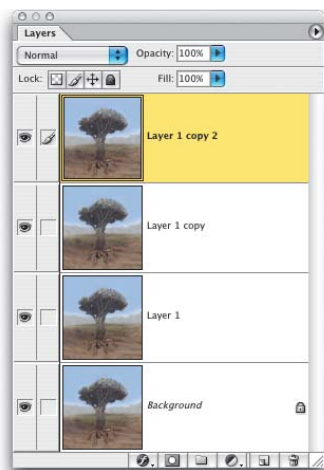 Layers
Normal Opacity: 100%
Lock: Fill: 100%
Layer 1 copy 2
Layer 1 copy
Layer 1
Background